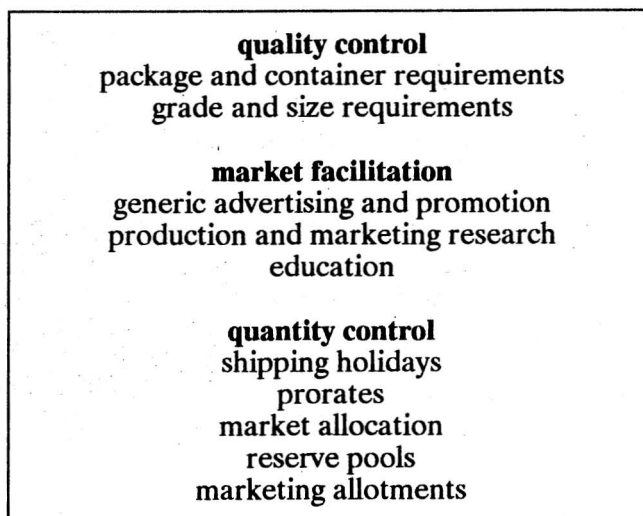 quality control
package and container requirements
grade and size requirements
market facilitation
generic advertising and promotion
production and marketing research
education
quantity control
shipping holidays
prorates
market allocation
reserve pools
marketing allotments